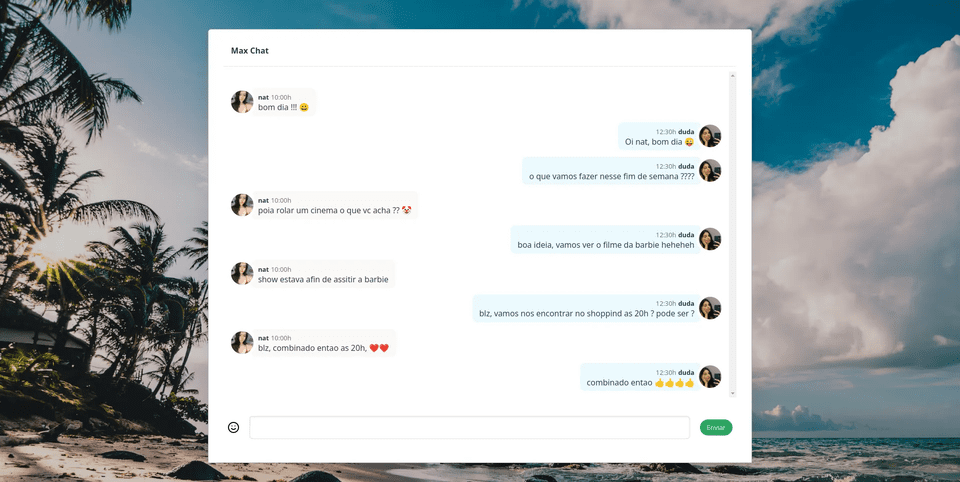 Max Chat
nat 10:00h
bom dia !!! 😀
12:30h duda
Oi nat, bom dia 😜
12:30h duda
o que vamos fazer nesse fim de semana ????
nat 10:00h
poia rolar um cinema o que vc acha ?? 🤡
12:30h duda
boa ideia, vamos ver o filme da barbie heheheh
nat 10:00h
show estava afin de assitir a barbie
12:30h duda
blz, vamos nos encontrar no shoppind as 20h ? pode ser ?
nat 10:00h
blz, combinado entao as 20h, ❤️❤️
12:30h duda
combinado entao 👍👍👍👍
Enviar